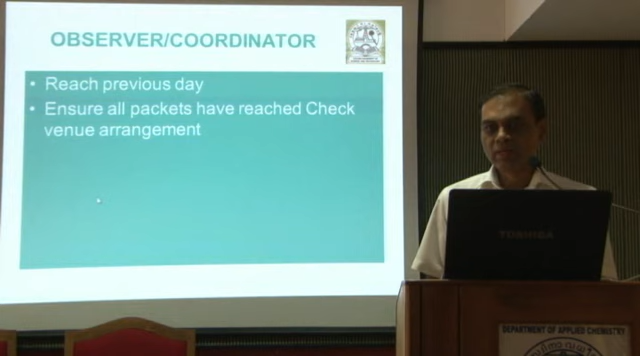 OBSERVER/COORDINATOR
• Reach previous day
• Ensure all packets have reached Check
venue arrangement
TOSHIBA
DEPARTMENT OF APPLIED CHEMISTRY